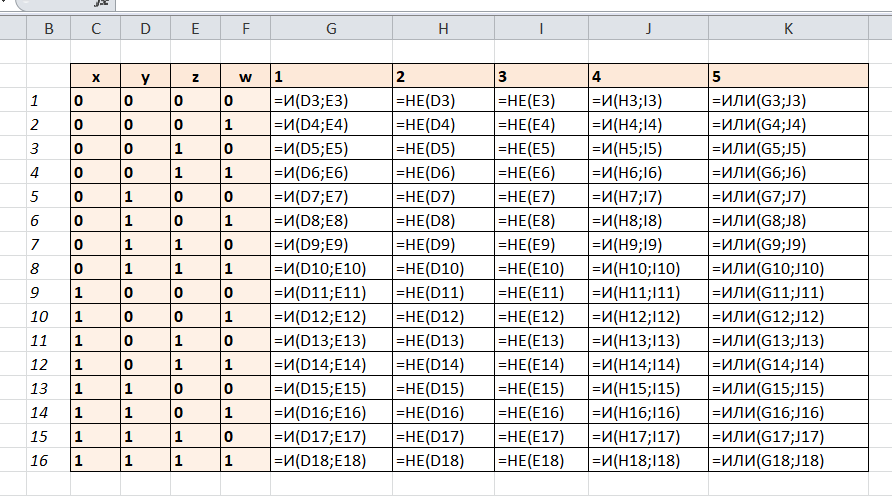 B C D E F G H I J K
x y z w 1 2 3 4 5
1 0 0 0 0 =И(D3;E3) =НЕ(D3) =НЕ(E3) =И(H3;I3) =ИЛИ(G3;J3)
2 0 0 0 1 =И(D4;E4) =НЕ(D4) =НЕ(E4) =И(H4;I4) =ИЛИ(G4;J4)
3 0 0 1 0 =И(D5;E5) =НЕ(D5) =НЕ(E5) =И(H5;I5) =ИЛИ(G5;J5)
4 0 0 1 1 =И(D6;E6) =НЕ(D6) =НЕ(E6) =И(H6;I6) =ИЛИ(G6;J6)
5 0 1 0 0 =И(D7;E7) =НЕ(D7) =НЕ(E7) =И(H7;I7) =ИЛИ(G7;J7)
6 0 1 0 1 =И(D8;E8) =НЕ(D8) =НЕ(E8) =И(H8;I8) =ИЛИ(G8;J8)
7 0 1 1 0 =И(D9;E9) =НЕ(D9) =НЕ(E9) =И(H9;I9) =ИЛИ(G9;J9)
8 0 1 1 1 =И(D10;E10) =НЕ(D10) =НЕ(E10) =И(H10;I10) =ИЛИ(G10;J10)
9 1 0 0 0 =И(D11;E11) =НЕ(D11) =НЕ(E11) =И(H11;I11) =ИЛИ(G11;J11)
10 1 0 0 1 =И(D12;E12) =НЕ(D12) =НЕ(E12) =И(H12;I12) =ИЛИ(G12;J12)
11 1 0 1 0 =И(D13;E13) =НЕ(D13) =НЕ(E13) =И(H13;I13) =ИЛИ(G13;J13)
12 1 0 1 1 =И(D14;E14) =НЕ(D14) =НЕ(E14) =И(H14;I14) =ИЛИ(G14;J14)
13 1 1 0 0 =И(D15;E15) =НЕ(D15) =НЕ(E15) =И(H15;I15) =ИЛИ(G15;J15)
14 1 1 0 1 =И(D16;E16) =НЕ(D16) =НЕ(E16) =И(H16;I16) =ИЛИ(G16;J16)
15 1 1 1 0 =И(D17;E17) =НЕ(D17) =НЕ(E17) =И(H17;I17) =ИЛИ(G17;J17)
16 1 1 1 1 =И(D18;E18) =НЕ(D18) =НЕ(E18) =И(H18;I18) =ИЛИ(G18;J18)